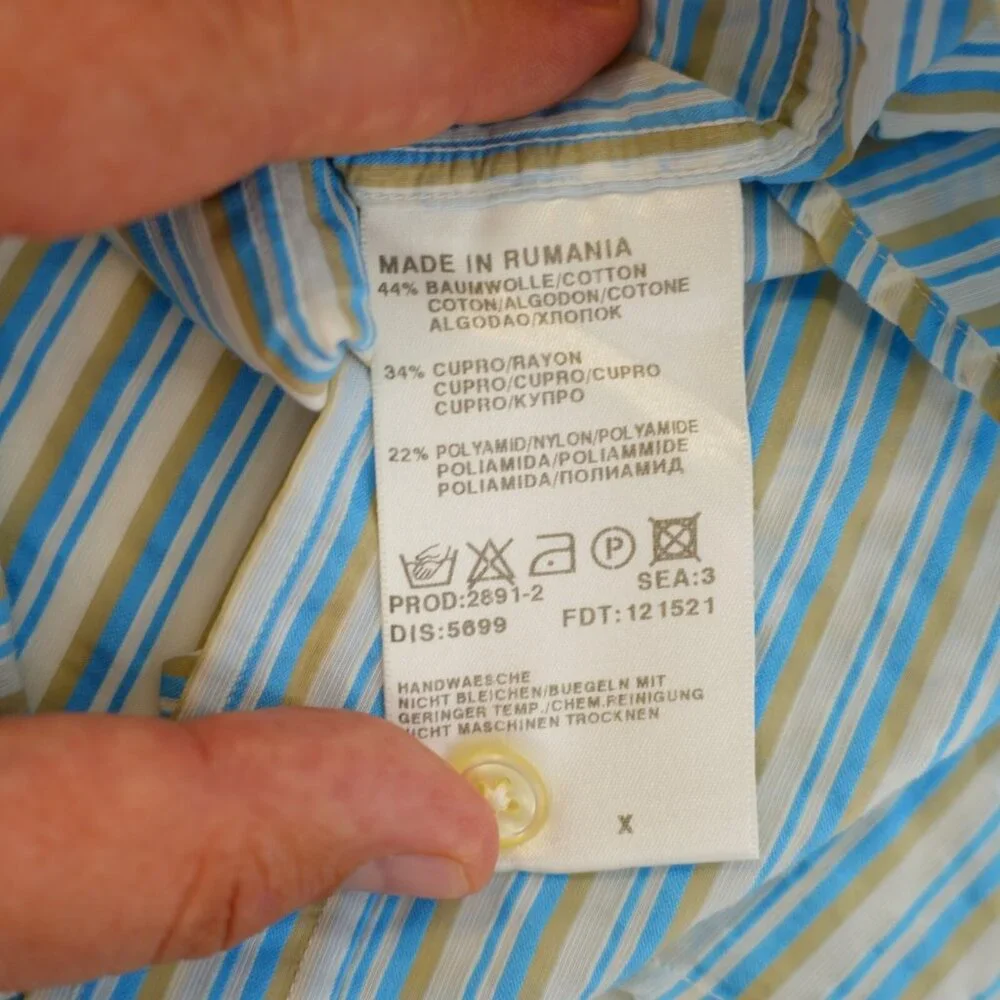 MADE IN RUMANIA
44% BAUMWOLLE/COTTON
COTON/ALGODON/COTONE
ALGODAO/ХЛОПОК
34% CUPRO/RAYON
CUPRO/CUPRO/CUPRO
CUPRO/КУПРО
22% POLYAMID/NYLON/POLYAMIDE
POLIAMIDA/POLIAMMIDE
POLIAMIDA/ПОЛИАМИД
P
SEA:3
PROD:2891-2
DIS:5699 FDT:121521
HANDWAESCHE
NICHT BLEICHEN/BUEGELN MIT
GERINGER TEMP./CHEM.REINIGUNG
NICHT MASCHINEN TROCKNEN
X